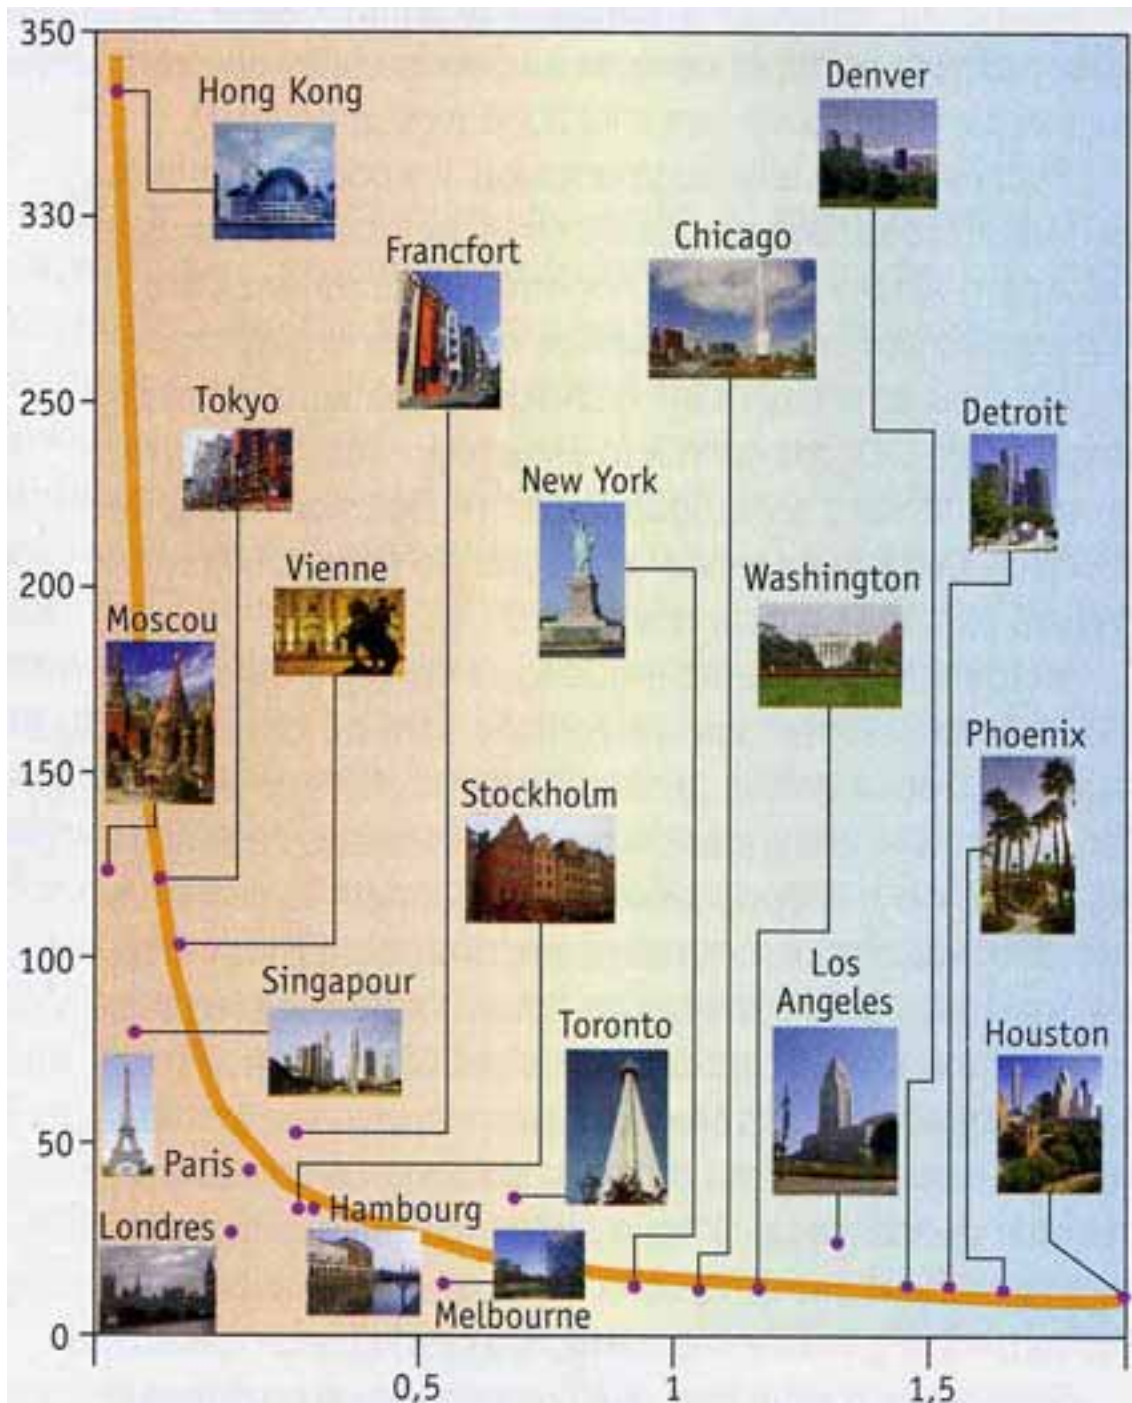 350
Denver
Hong Kong
330
Chicago
Francfort
250
Tokyo
Detroit
New York
Vienne
Washington
200
Moscou
Phoenix
150
Stockholm
Los
Angeles
100
Singapour
Toronto
Houston
50
Paris
Hambourg
Londres
Melbourne
0
0,5
1
1,5